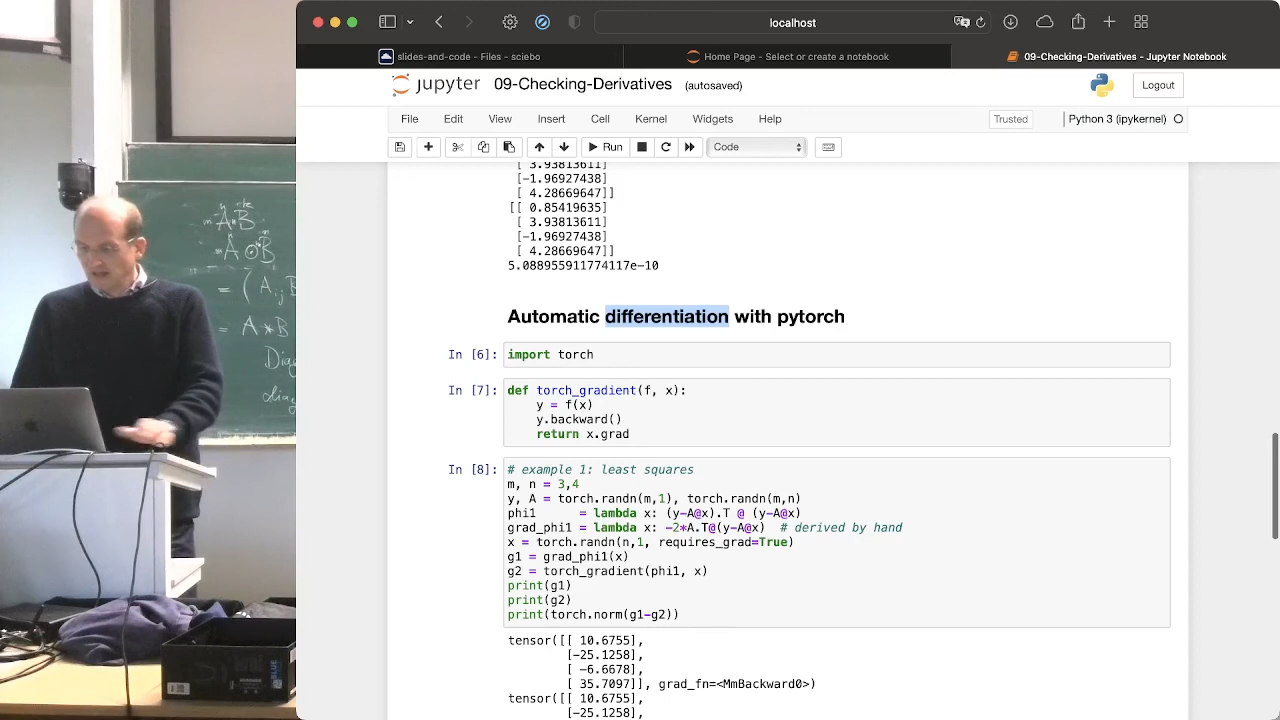 localhost
slides-and-code - Files - sciebo
Home Page - Select or create a notebook
09-Checking-Derivatives - Jupyter Notebook
jupyter 09-Checking-Derivatives (autosaved)
Logout
File Edit View Insert Cell Kernel Widgets Help
Trusted
Python 3 (ipykernel)
Run
Code
[ 3.93813611]
[-1.96927438]
[ 4.28669647]]
[[ 0.85419635]
[ 3.93813611]
[-1.96927438]
[ 4.28669647]]
5.088955911774117e-10
Automatic differentiation with pytorch
In [6]: import torch
In [7]: def torch_gradient(f, x):
y = f(x)
y.backward()
return x.grad
In [8]: # example 1: least squares
m, n = 3,4
y, A = torch.randn(m,1), torch.randn(m,n)
phi1 = lambda x: (y-A@x).T @ (y-A@x)
grad_phi1 = lambda x: -2*A.T@(y-A@x) # derived by hand
x = torch.randn(n,1, requires_grad=True)
g1 = grad_phi1(x)
g2 = torch_gradient(phi1, x)
print(g1)
print(g2)
print(torch.norm(g1-g2))
tensor([[ 10.6755],
[-25.1258],
[ -6.6678],
[ 35.7097]], grad_fn=<MmBackward0>)
tensor([[ 10.6755],
[-25.1258],
A B
A ⊙ B
= ( A_ij B
= A * B